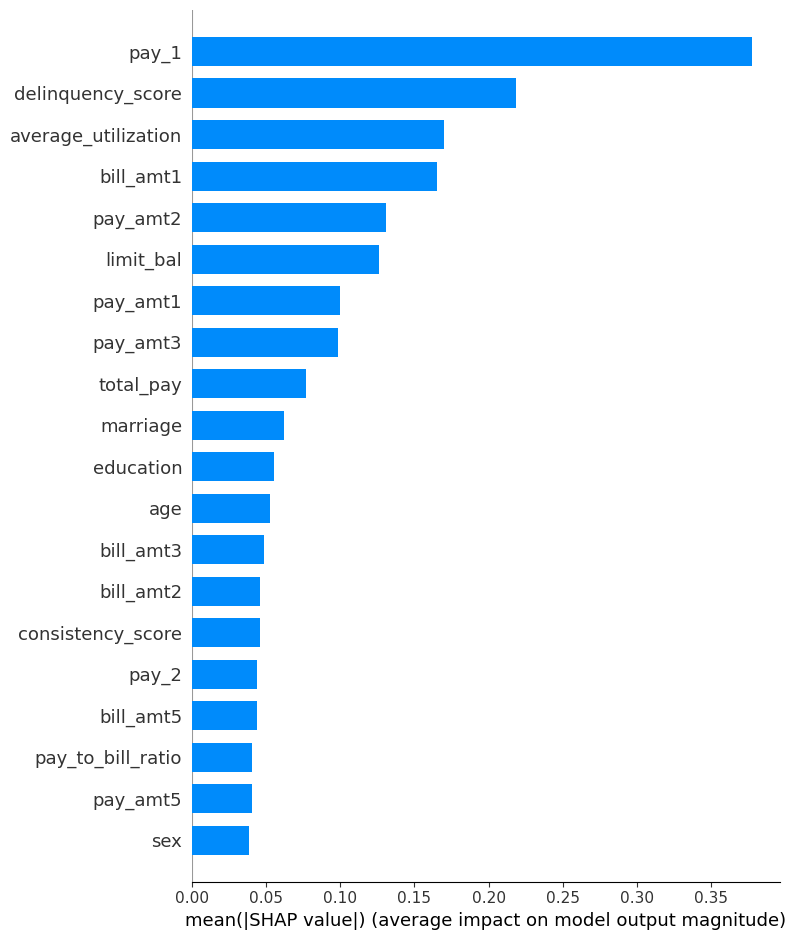 pay_1
delinquency_score
average_utilization
bill_amt1
pay_amt2
limit_bal
pay_amt1
pay_amt3
total_pay
marriage
education
age
bill_amt3
bill_amt2
consistency_score
pay_2
bill_amt5
pay_to_bill_ratio
pay_amt5
sex
0.00 0.05 0.10 0.15 0.20 0.25 0.30 0.35
mean(|SHAP value|) (average impact on model output magnitude)